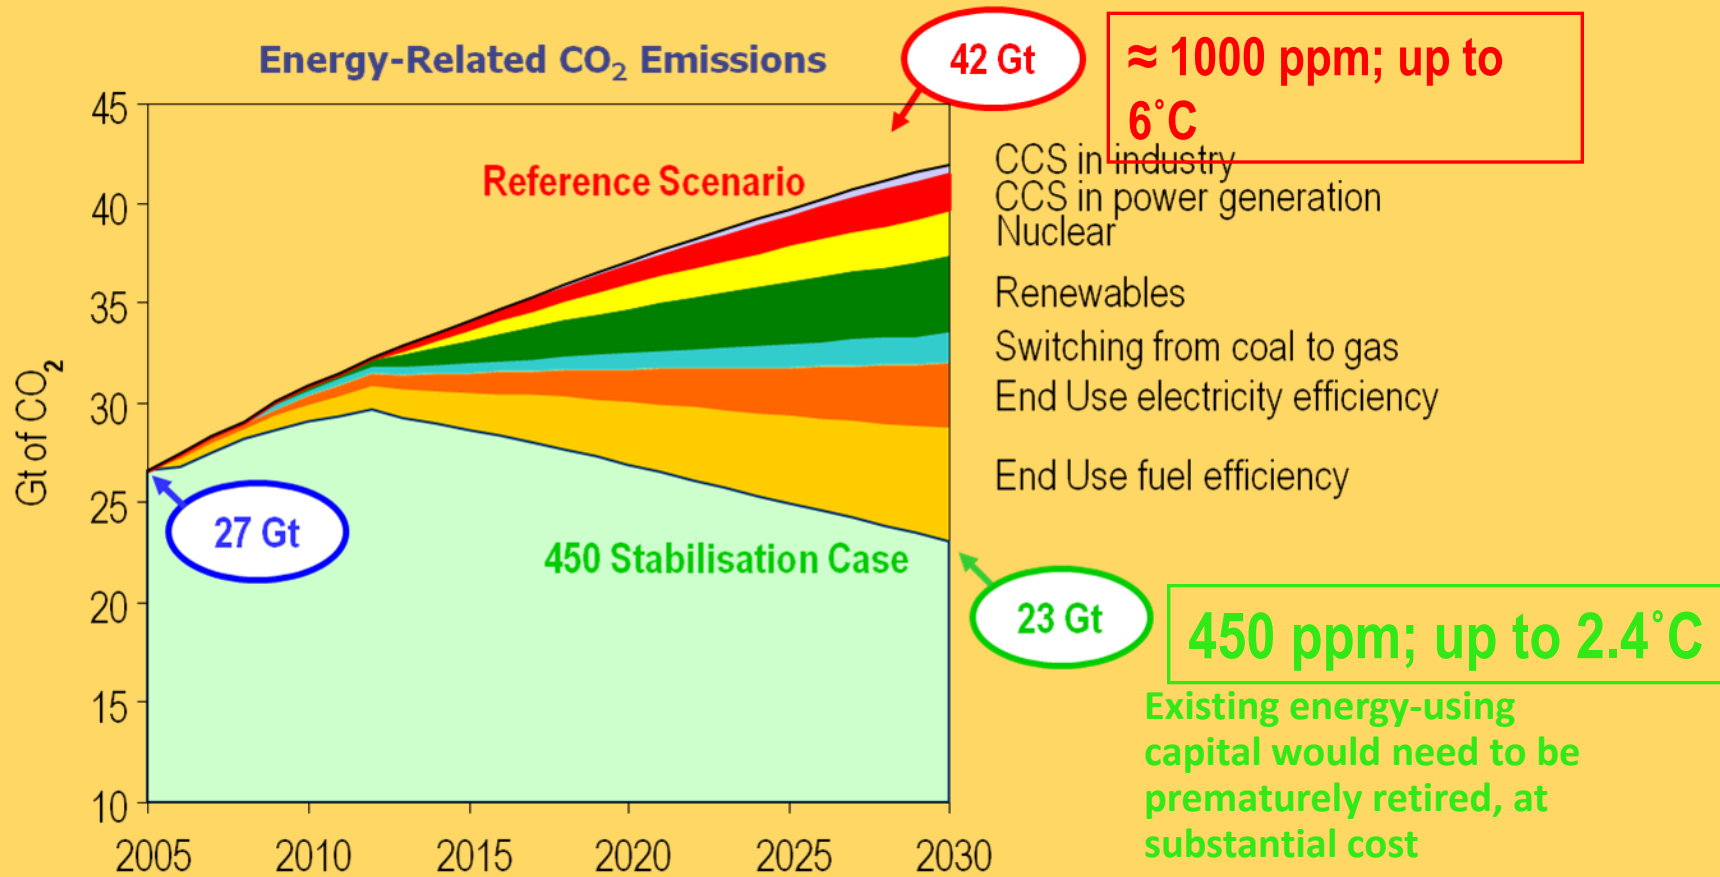 Energy-Related CO₂ Emissions
42 Gt
≈ 1000 ppm; up to
6˚C
45
40
35
30
25
20
15
10
Gt of CO₂
Reference Scenario
CCS in industry
CCS in power generation
Nuclear
Renewables
Switching from coal to gas
End Use electricity efficiency
End Use fuel efficiency
27 Gt
450 Stabilisation Case
23 Gt
450 ppm; up to 2.4˚C
Existing energy-using
capital would need to be
prematurely retired, at
substantial cost
2005 2010 2015 2020 2025 2030